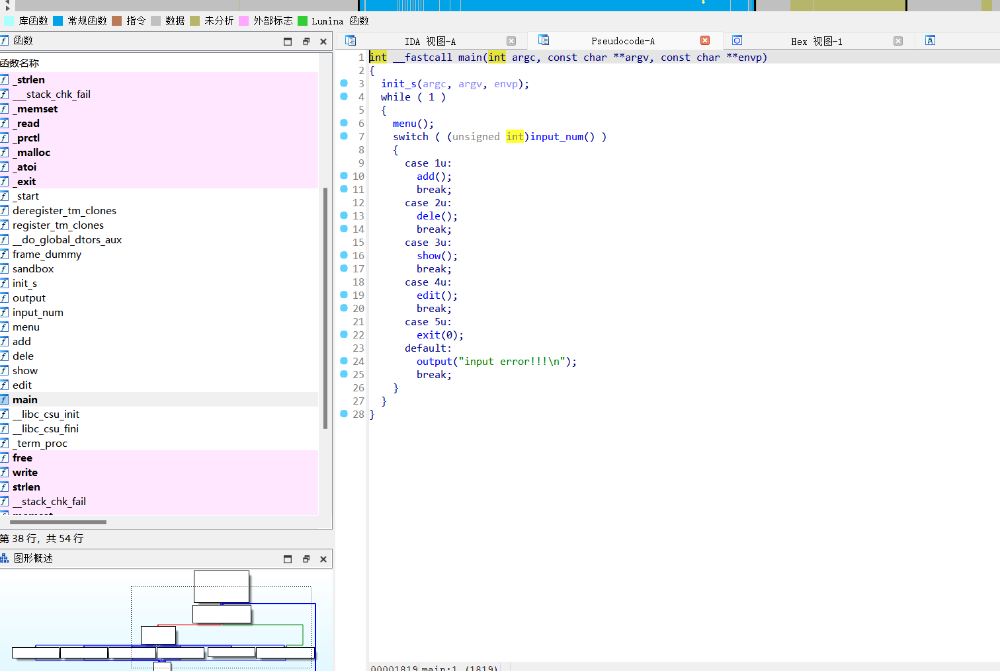 库函数 常规函数 指令 数据 未分析 外部标志 Lumina 函数
函数
函数名称
_strlen
___stack_chk_fail
_memset
_read
_prctl
_malloc
_atoi
_exit
_start
deregister_tm_clones
register_tm_clones
__do_global_dtors_aux
frame_dummy
sandbox
init_s
output
input_num
menu
add
dele
show
edit
main
__libc_csu_init
__libc_csu_fini
_term_proc
free
write
strlen
__stack_chk_fail
第 38 行，共 54 行
图形概述
IDA 视图-A
Pseudocode-A
Hex 视图-1
1 int __fastcall main(int argc, const char **argv, const char **envp)
2 {
3 init_s(argc, argv, envp);
4 while ( 1 )
5 {
6 menu();
7 switch ( (unsigned int)input_num() )
8 {
9 case 1u:
10 add();
11 break;
12 case 2u:
13 dele();
14 break;
15 case 3u:
16 show();
17 break;
18 case 4u:
19 edit();
20 break;
21 case 5u:
22 exit(0);
23 default:
24 output("input error!!!\n");
25 break;
26 }
27 }
28 }
00001819 main:1 (1819)